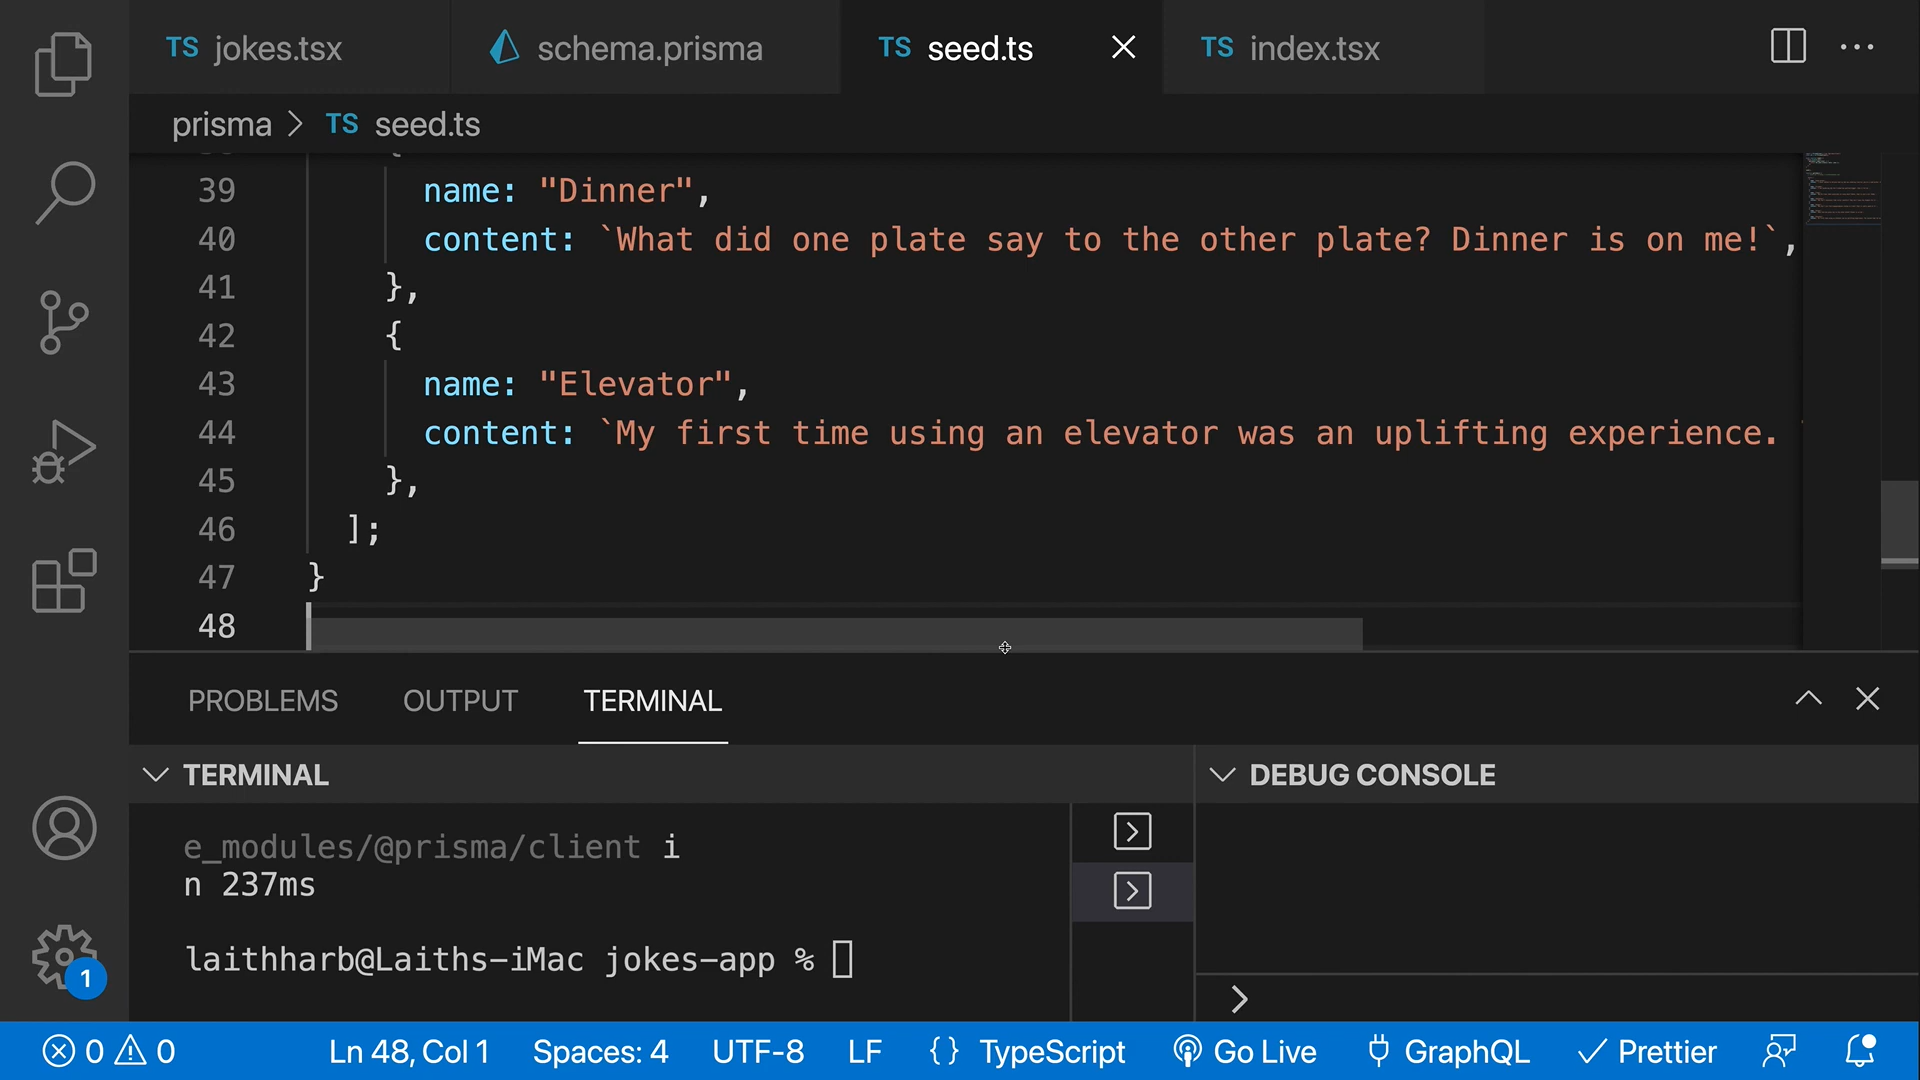 TS jokes.tsx schema.prisma TS seed.ts TS index.tsx
prisma > TS seed.ts
39 name: "Dinner",
40 content: `What did one plate say to the other plate? Dinner is on me!`,
41 },
42 {
43 name: "Elevator",
44 content: `My first time using an elevator was an uplifting experience.
45 },
46 ];
47 }
48
PROBLEMS OUTPUT TERMINAL
TERMINAL
e_modules/@prisma/client i
n 237ms
laithharb@Laiths-iMac jokes-app %
DEBUG CONSOLE
>
1
0 0 Ln 48, Col 1 Spaces: 4 UTF-8 LF {} TypeScript Go Live GraphQL Prettier